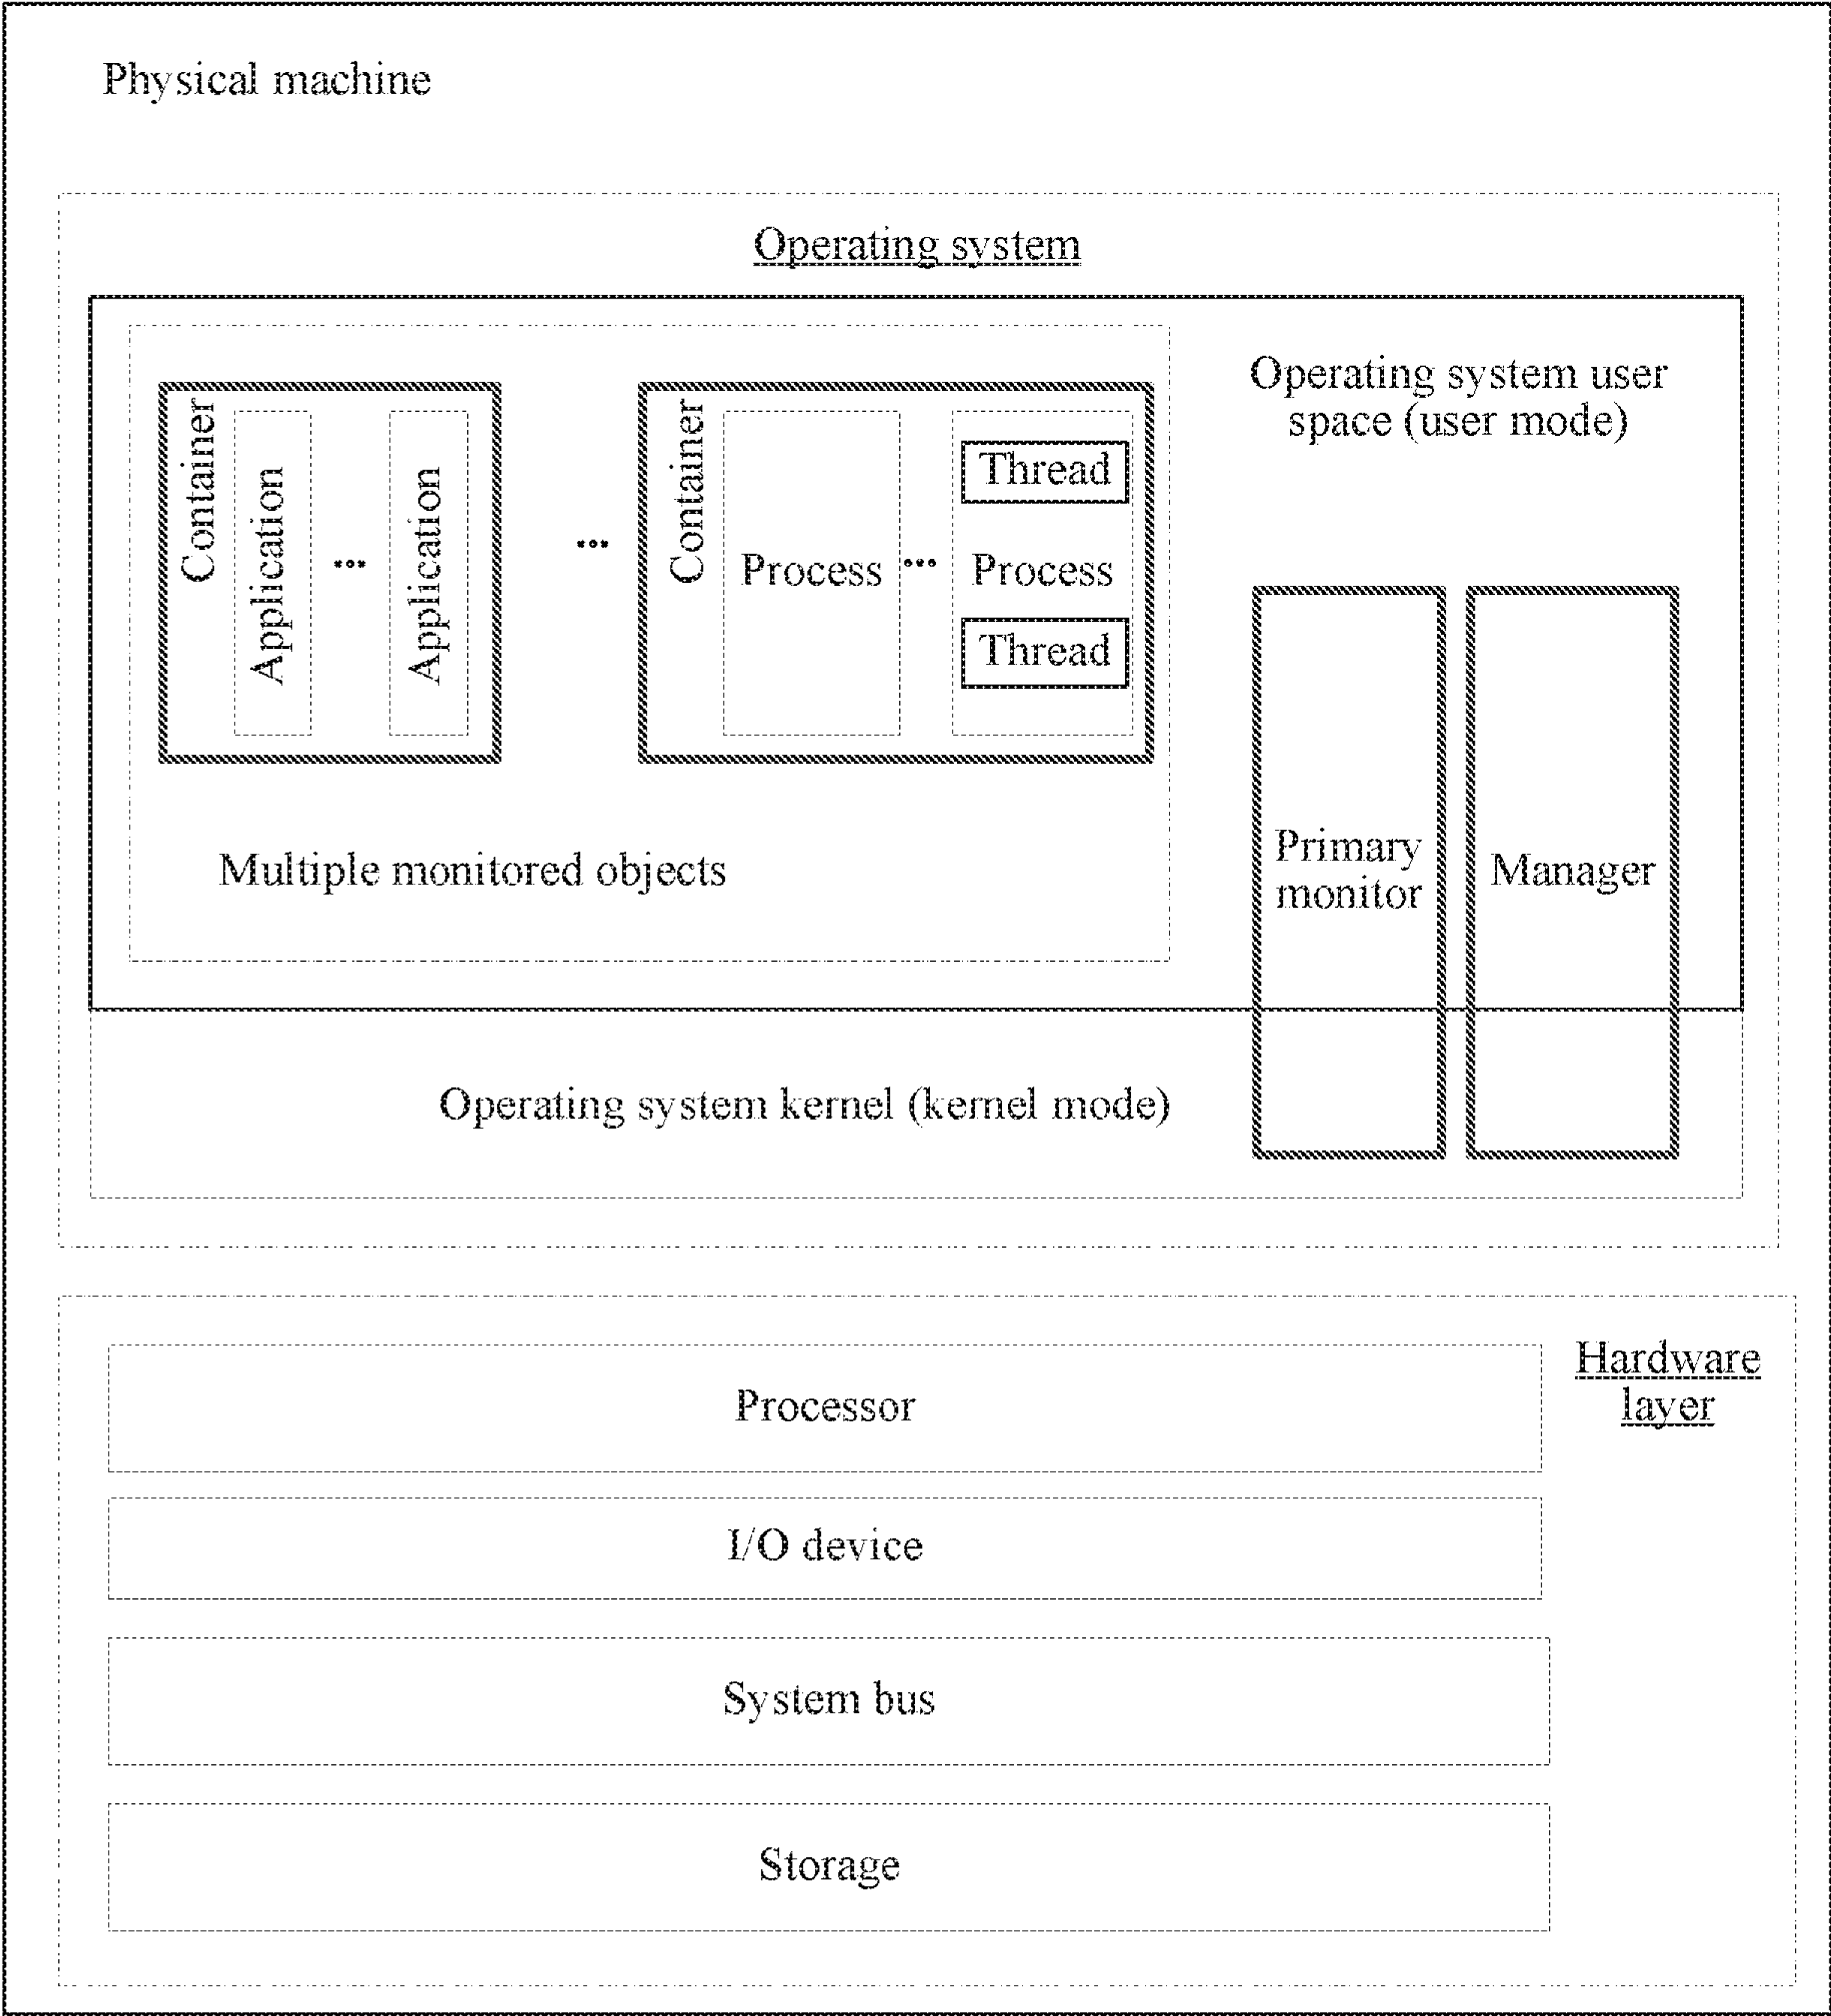 Physical machine
Operating system
Operating system user
space (user mode)
Container
Application
...
Application
...
Container
Process
...
Thread
Process
Thread
Multiple monitored objects
Primary
monitor
Manager
Operating system kernel (kernel mode)
Hardware
layer
Processor
I/O device
System bus
Storage